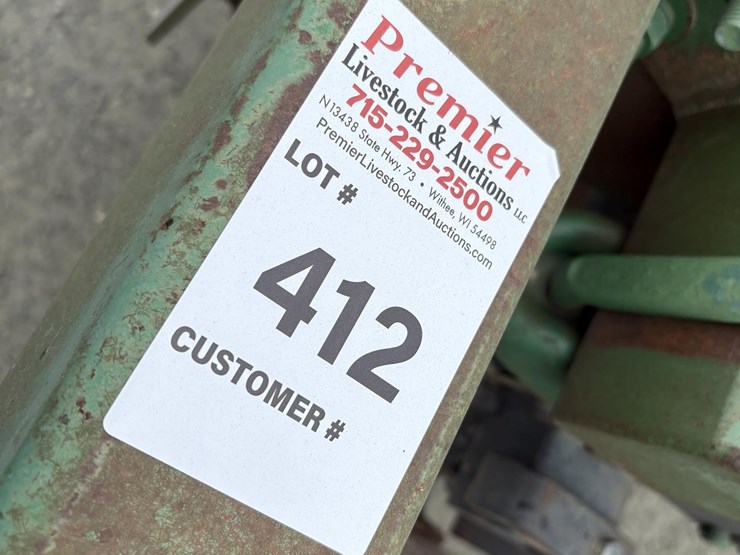 Premier
Livestock & Auctions LLC
715-229-2500
N13438 State Hwy. 73 • Withee, WI 54498
PremierLivestockandAuctions.com
LOT #
412
CUSTOMER #